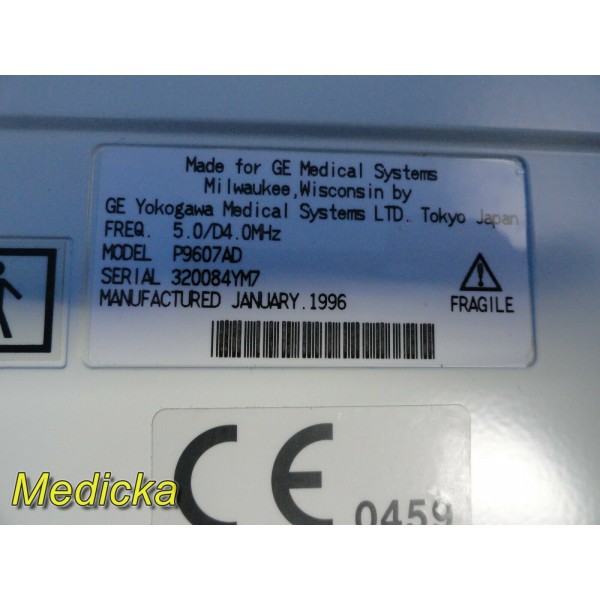 Made for GE Medical Systems
Milwaukee,Wisconsin by
GE Yokogawa Medical Systems LTD. Tokyo Japan
FREQ. 5.0/D4.0MHz
MODEL P9607AD
SERIAL 320084YM7
MANUFACTURED JANUARY.1996
FRAGILE
CE
0459
Medicka